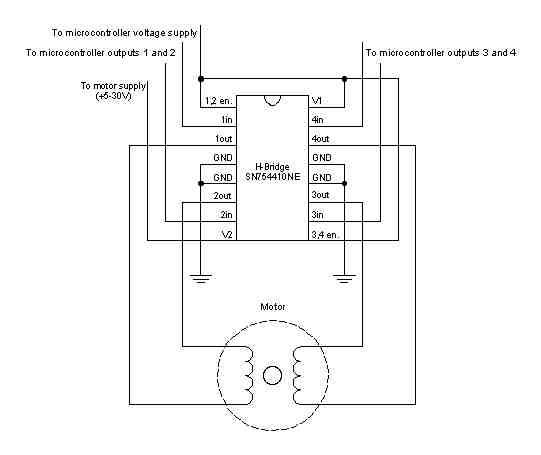 To microcontroller voltage supply
To microcontroller outputs 1 and 2
To microcontroller outputs 3 and 4
To motor supply
(+5-30V)
1,2 en.
V1
1in
4in
1out
4out
GND
GND
H-Bridge
SN754410NE
GND
GND
2out
3out
2in
3in
V2
3,4 en.
Motor